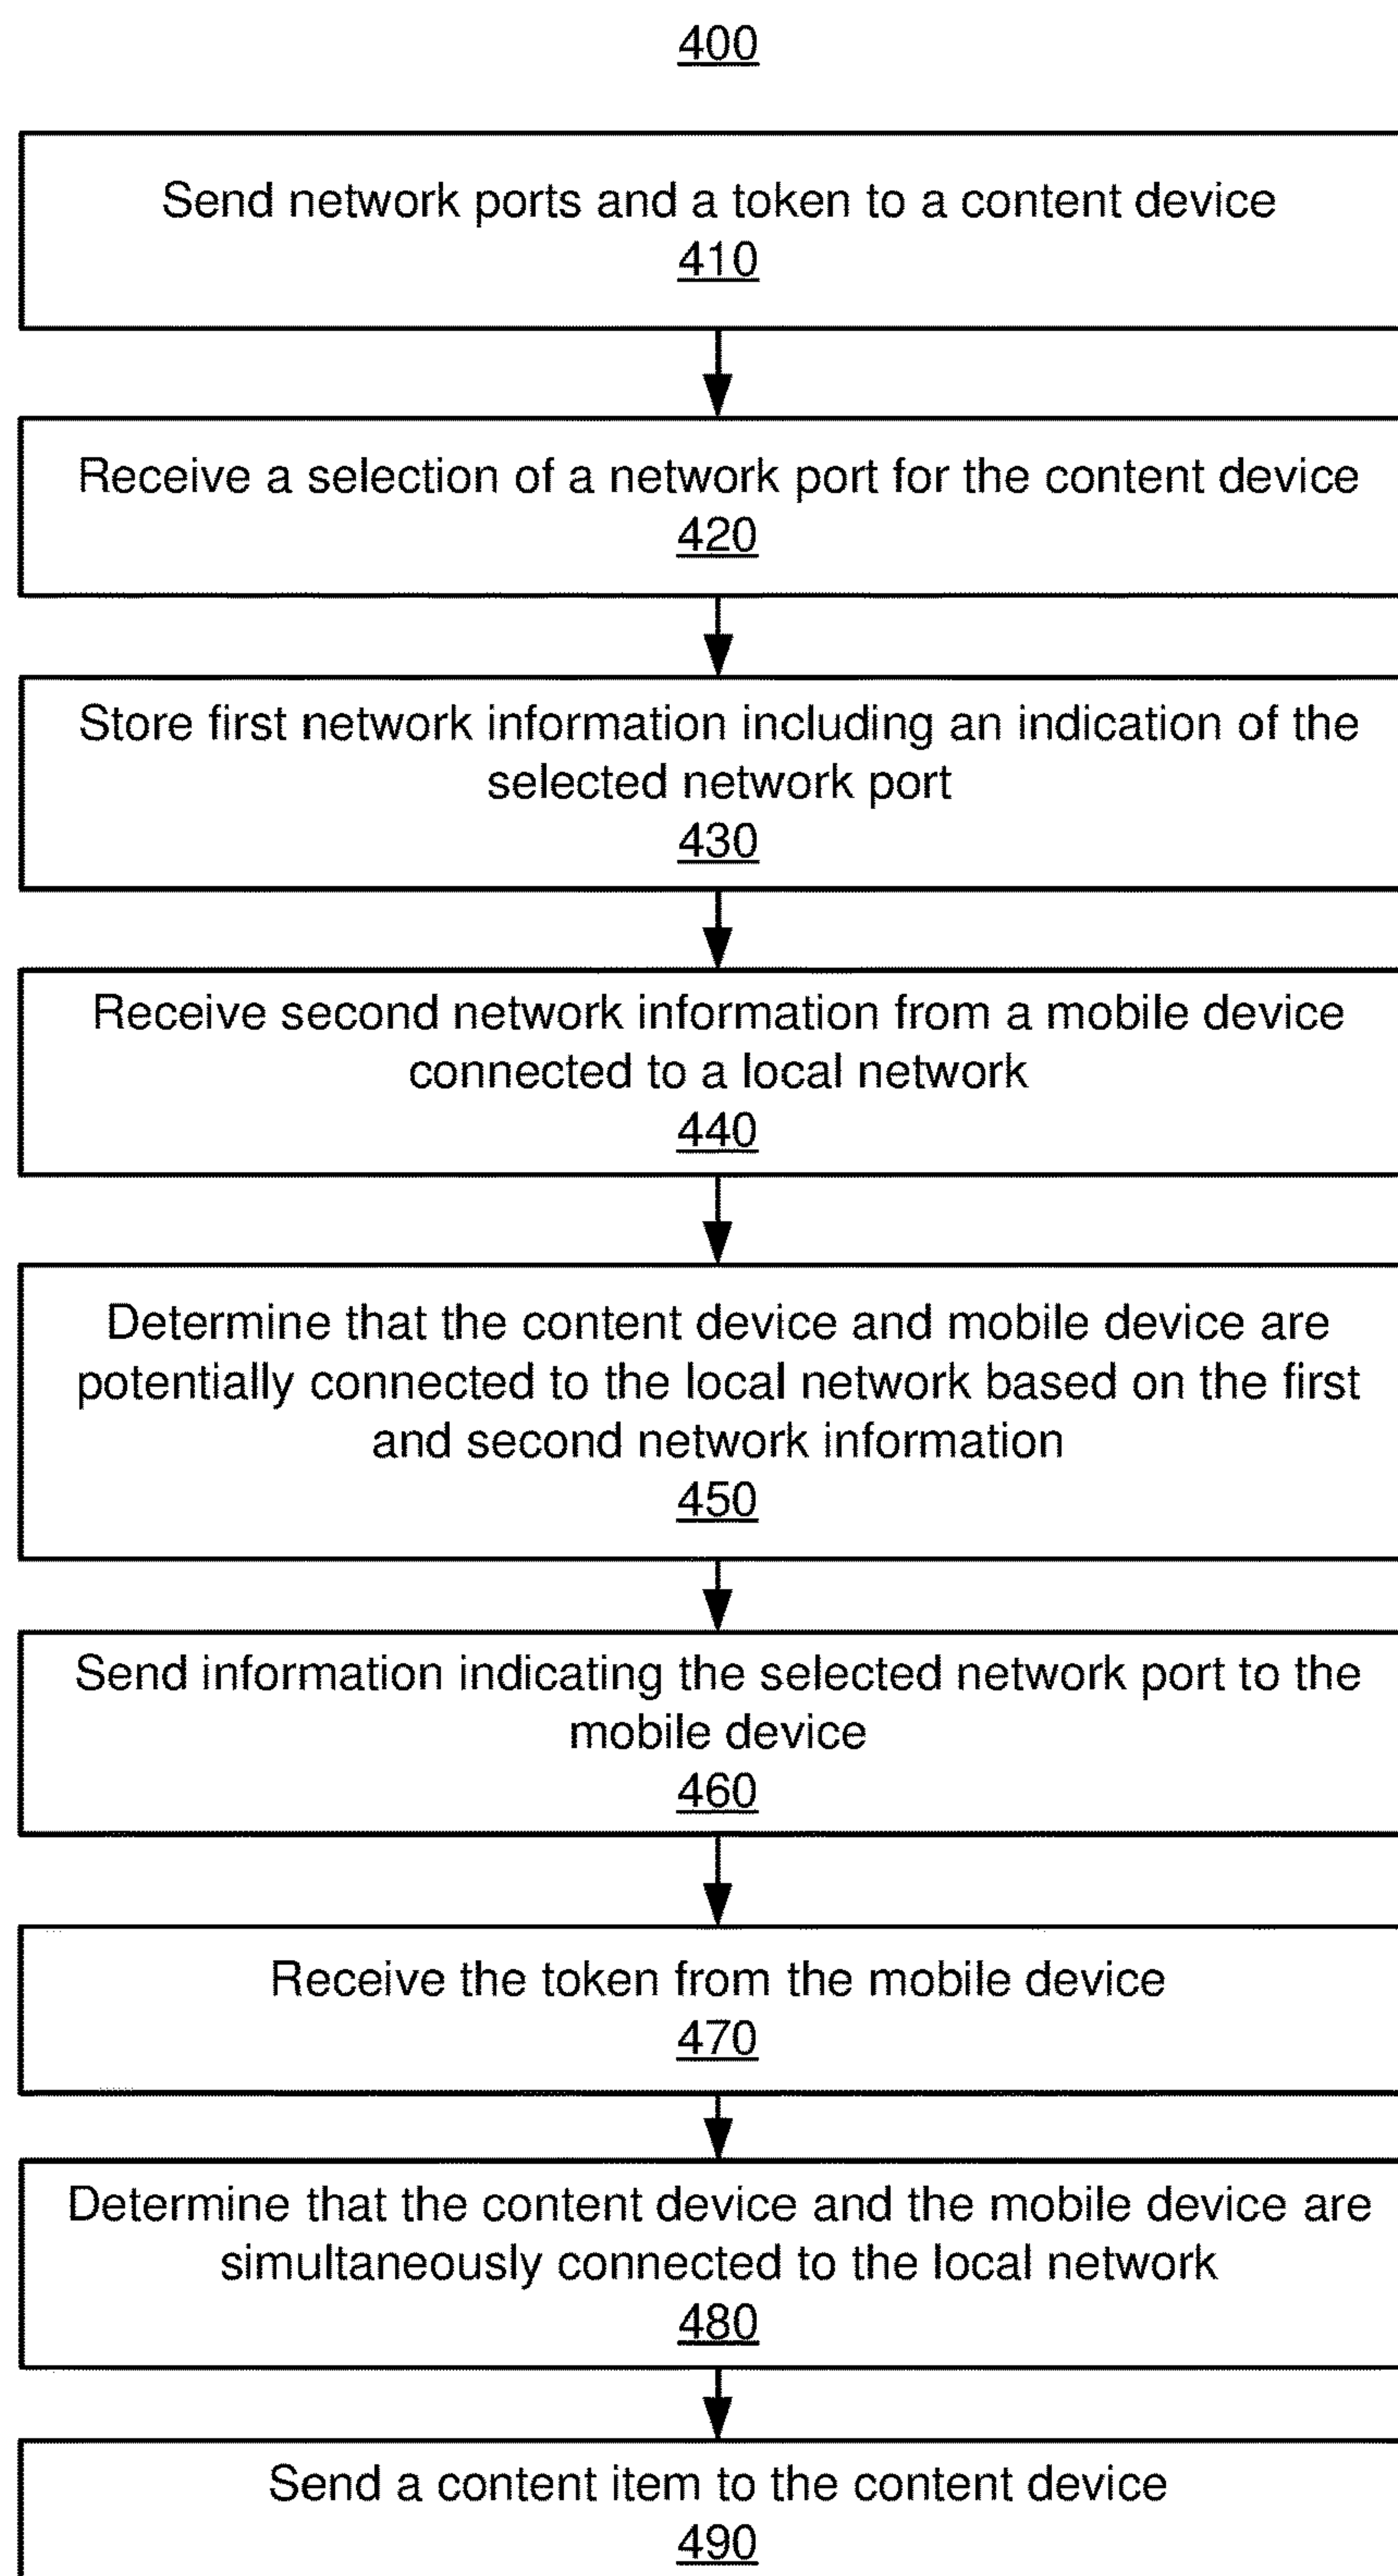 400
Send network ports and a token to a content device
410
Receive a selection of a network port for the content device
420
Store first network information including an indication of the
selected network port
430
Receive second network information from a mobile device
connected to a local network
440
Determine that the content device and mobile device are
potentially connected to the local network based on the first
and second network information
450
Send information indicating the selected network port to the
mobile device
460
Receive the token from the mobile device
470
Determine that the content device and the mobile device are
simultaneously connected to the local network
480
Send a content item to the content device
490